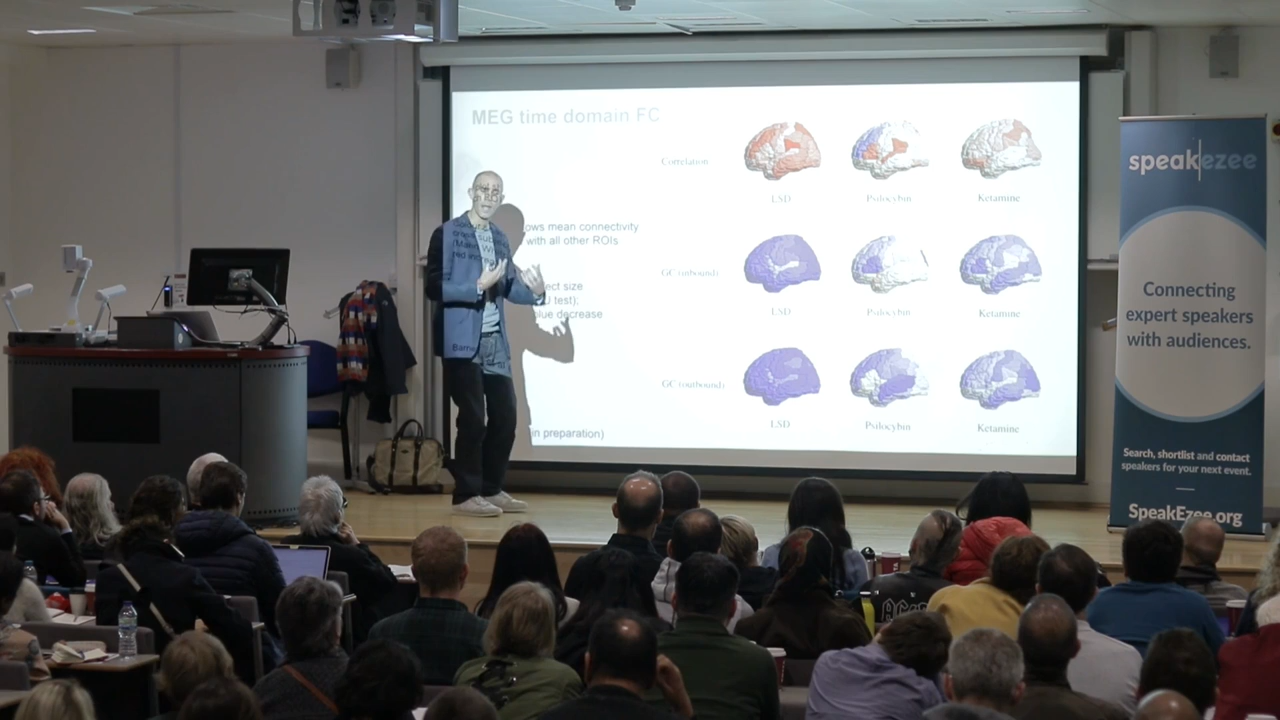 MEG time domain FC
Correlation
LSD
Psilocybin
Ketamine
ows mean connectivity
with all other ROIs
GC (inbound)
LSD
Psilocybin
Ketamine
ect size
U test);
blue decrease
GC (outbound)
LSD
Psilocybin
Ketamine
in preparation)
speakezee
Connecting
expert speakers
with audiences.
Search, shortlist and contact
speakers for your next event.
SpeakEzee.org